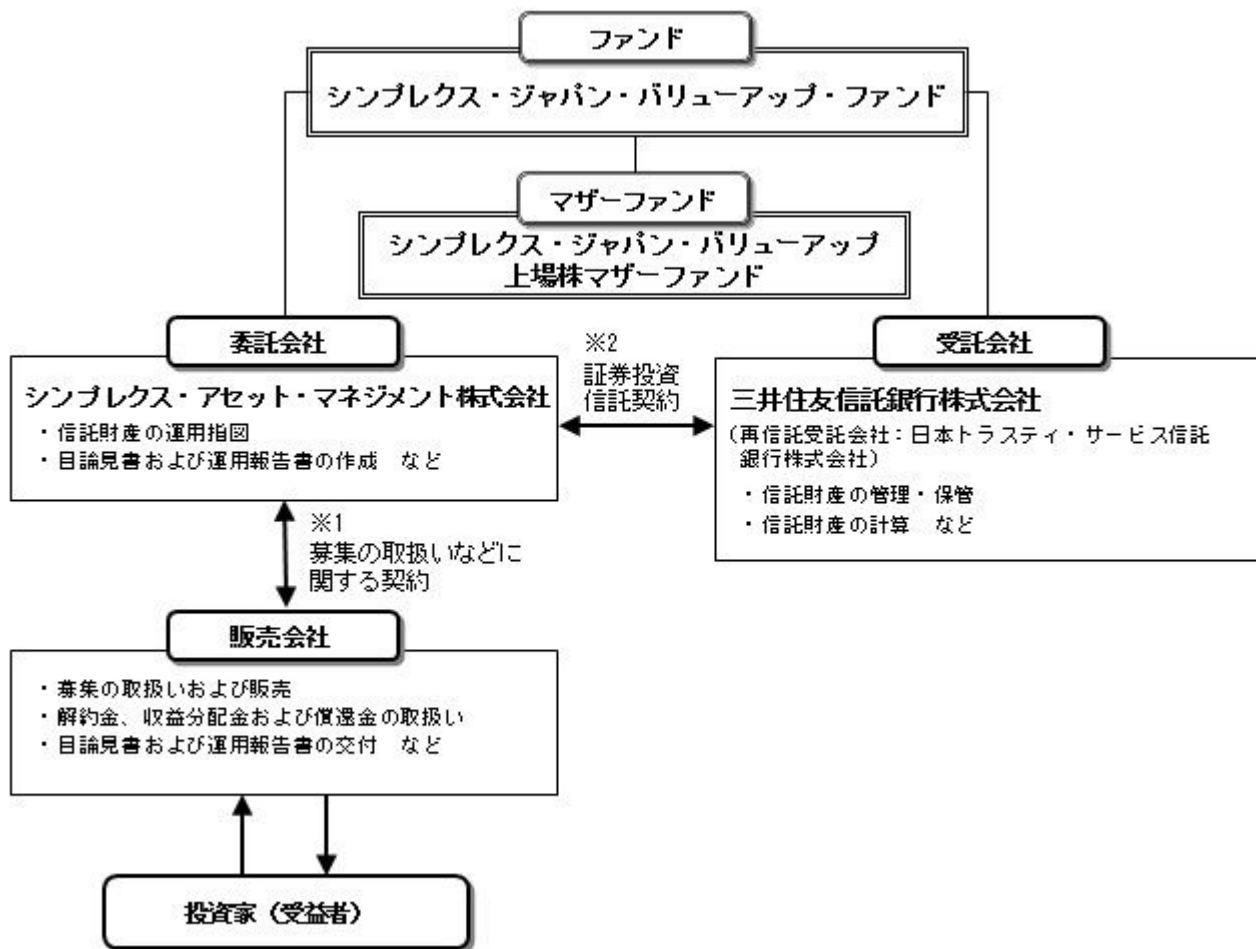 ファンド
シンプレクス・ジャパン・バリューアップ・ファンド
マザーファンド
シンプレクス・ジャパン・バリューアップ
上場株マザーファンド
委託会社
シンプレクス・アセット・マネジメント株式会社
・信託財産の運用指図
・目論見書および運用報告書の作成　など
※2
証券投資
信託契約
受託会社
三井住友信託銀行株式会社
（再信託受託会社：日本トラスティ・サービス信託
銀行株式会社）
・信託財産の管理・保管
・信託財産の計算　など
※1
募集の取扱いなどに
関する契約
販売会社
・募集の取扱いおよび販売
・解約金、収益分配金および償還金の取扱い
・目論見書および運用報告書の交付　など
投資家（受益者）